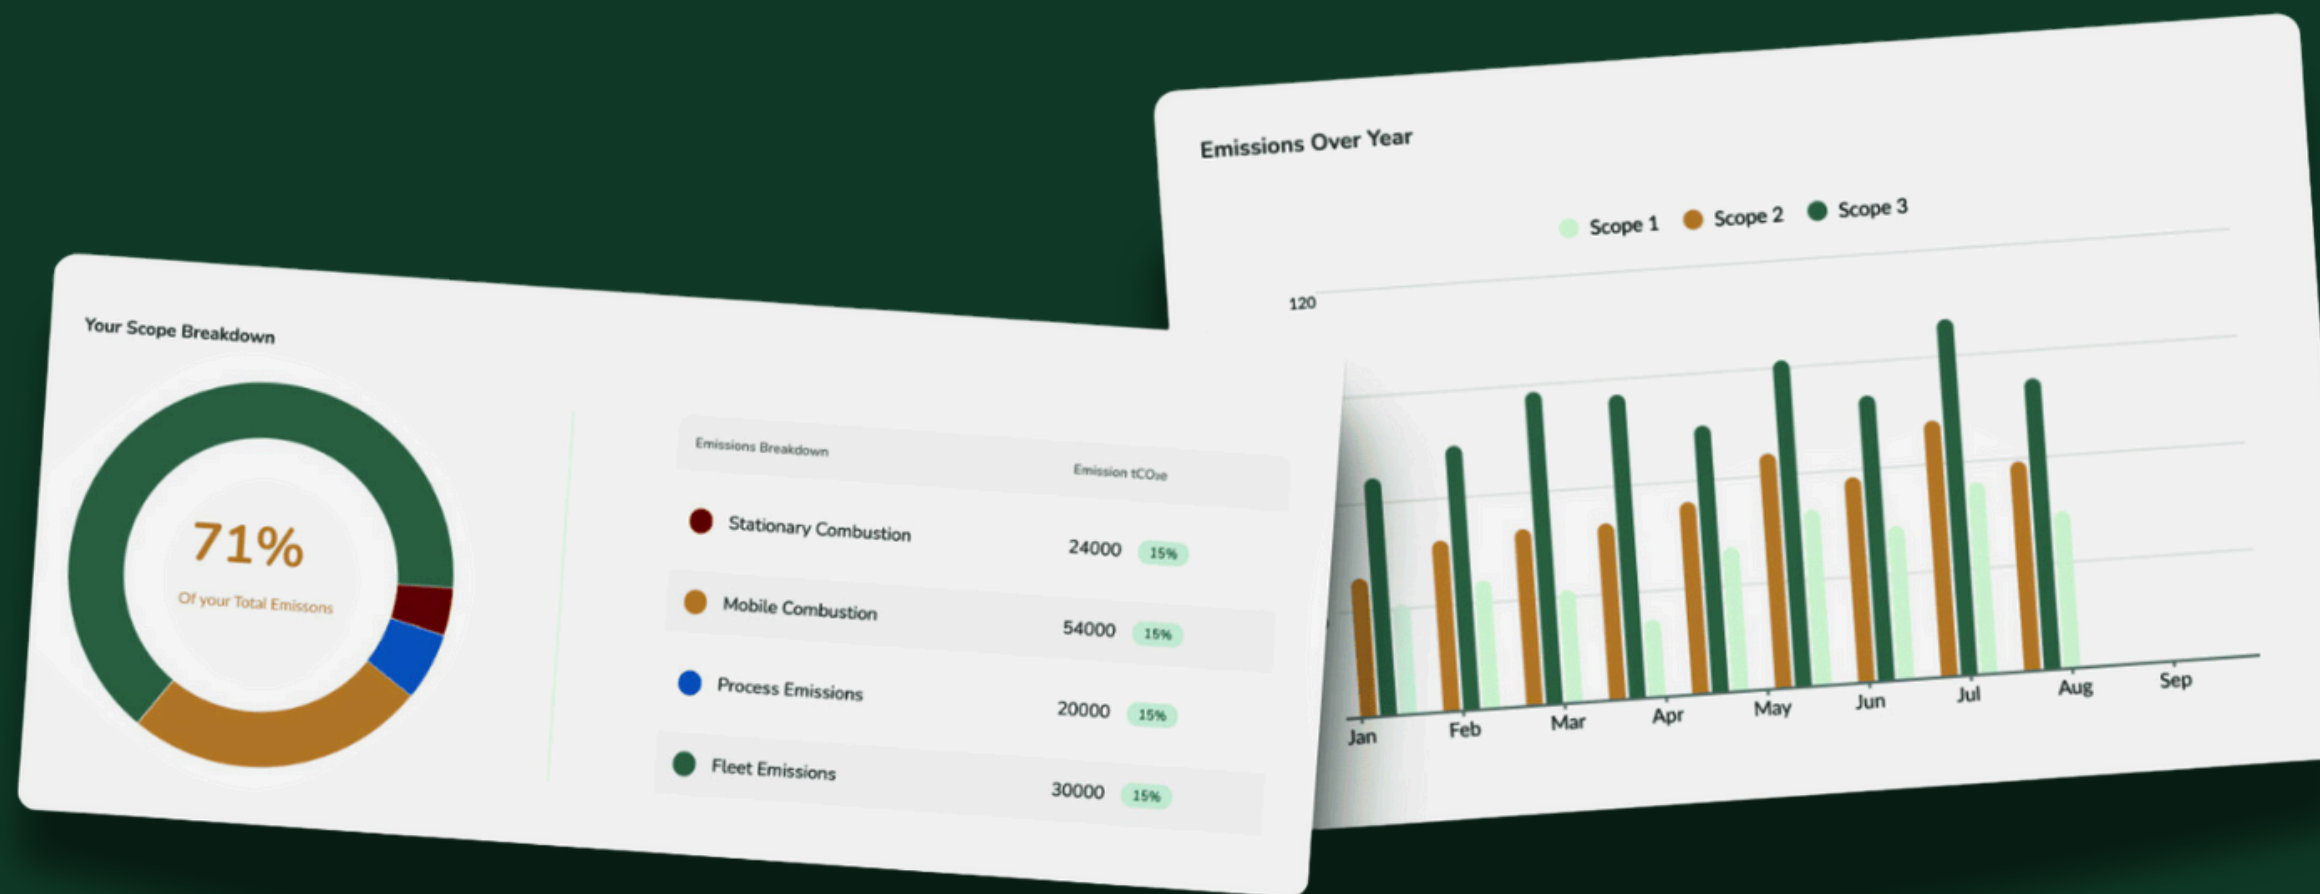 Emissions Over Year
Scope 1 Scope 2 Scope 3
120
Jan Feb Mar Apr May Jun Jul Aug Sep
Your Scope Breakdown
71%
Of your Total Emissons
Emissions Breakdown Emission tCO₂e
Stationary Combustion 24000 15%
Mobile Combustion 54000 15%
Process Emissions 20000 15%
Fleet Emissions 30000 15%